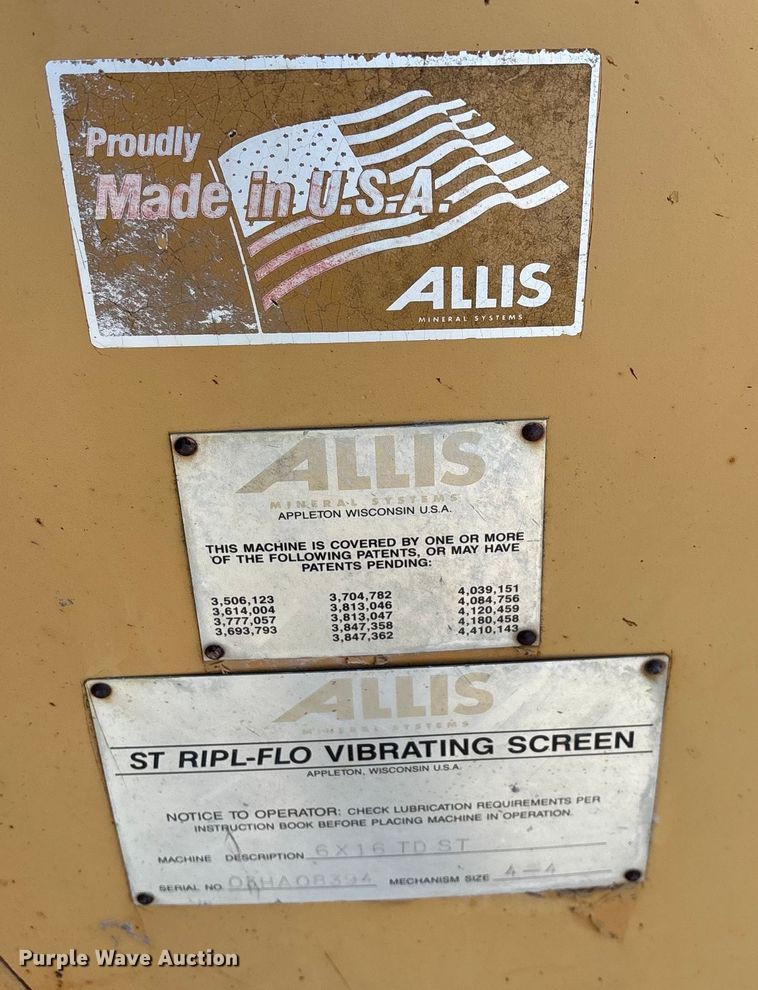 Proudly
Made in U.S.A.
ALLIS
MINERAL SYSTEMS
ALLIS
MINERAL SYSTEMS
APPLETON WISCONSIN U.S.A.
THIS MACHINE IS COVERED BY ONE OR MORE
OF THE FOLLOWING PATENTS, OR MAY HAVE
PATENTS PENDING:
3,506,123 3,704,782 4,039,151
3,614,004 3,813,046 4,084,756
3,777,057 3,813,047 4,120,459
3,693,793 3,847,358 4,180,458
3,847,362 4,410,143
ALLIS
MINERAL SYSTEMS
ST RIPL-FLO VIBRATING SCREEN
APPLETON, WISCONSIN U.S.A.
NOTICE TO OPERATOR: CHECK LUBRICATION REQUIREMENTS PER
INSTRUCTION BOOK BEFORE PLACING MACHINE IN OPERATION.
MACHINE DESCRIPTION 6X16 TD ST
SERIAL NO. MECHANISM SIZE 4-4
Purple Wave Auction